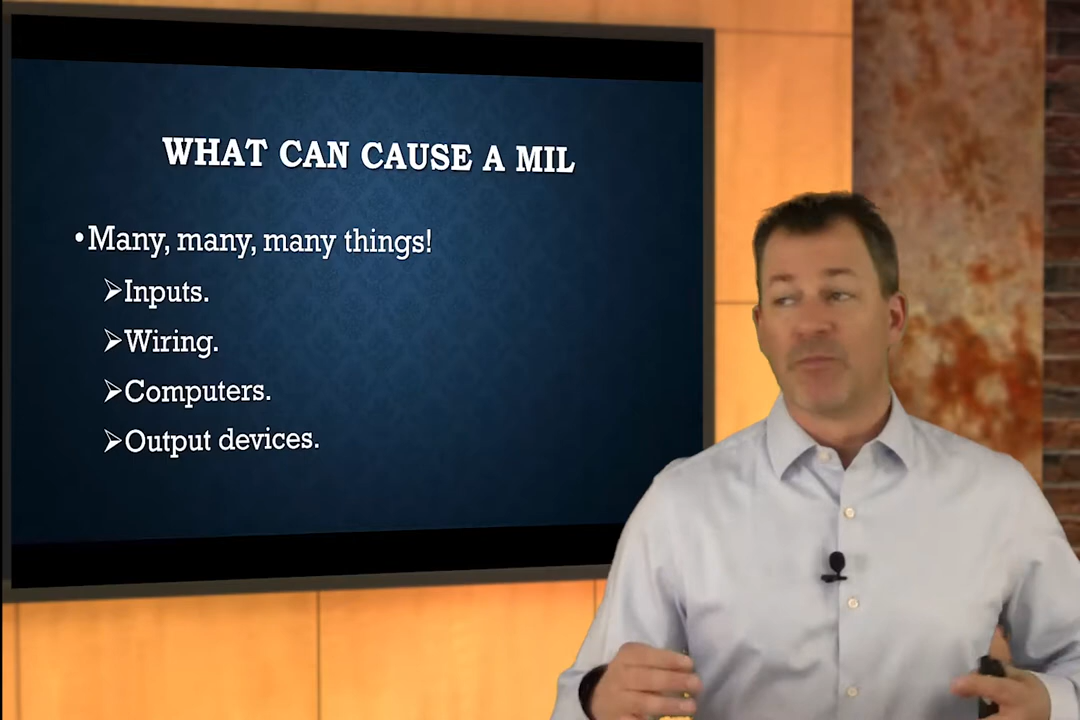 WHAT CAN CAUSE A MIL
•Many, many, many things!
➢Inputs.
➢Wiring.
➢Computers.
➢Output devices.